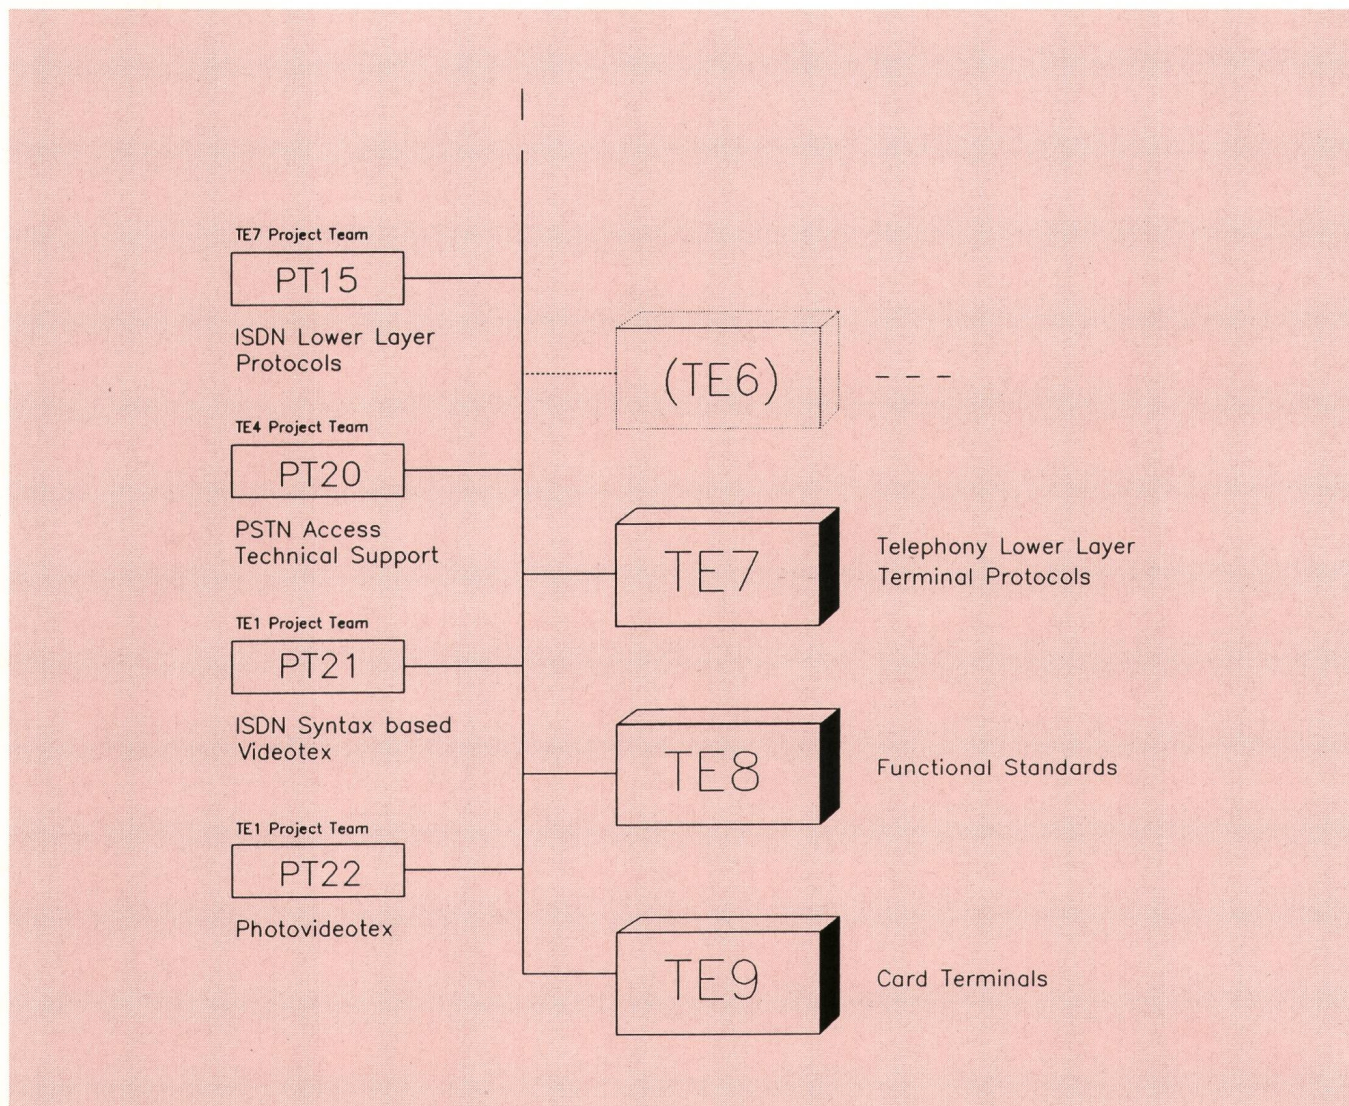 TE7 Project Team
PT15
ISDN Lower Layer
Protocols
(TE6)
TE4 Project Team
PT20
PSTN Access
Technical Support
TE7
Telephony Lower Layer
Terminal Protocols
TE1 Project Team
PT21
ISDN Syntax based
Videotex
TE8
Functional Standards
TE1 Project Team
PT22
Photovideotex
TE9
Card Terminals